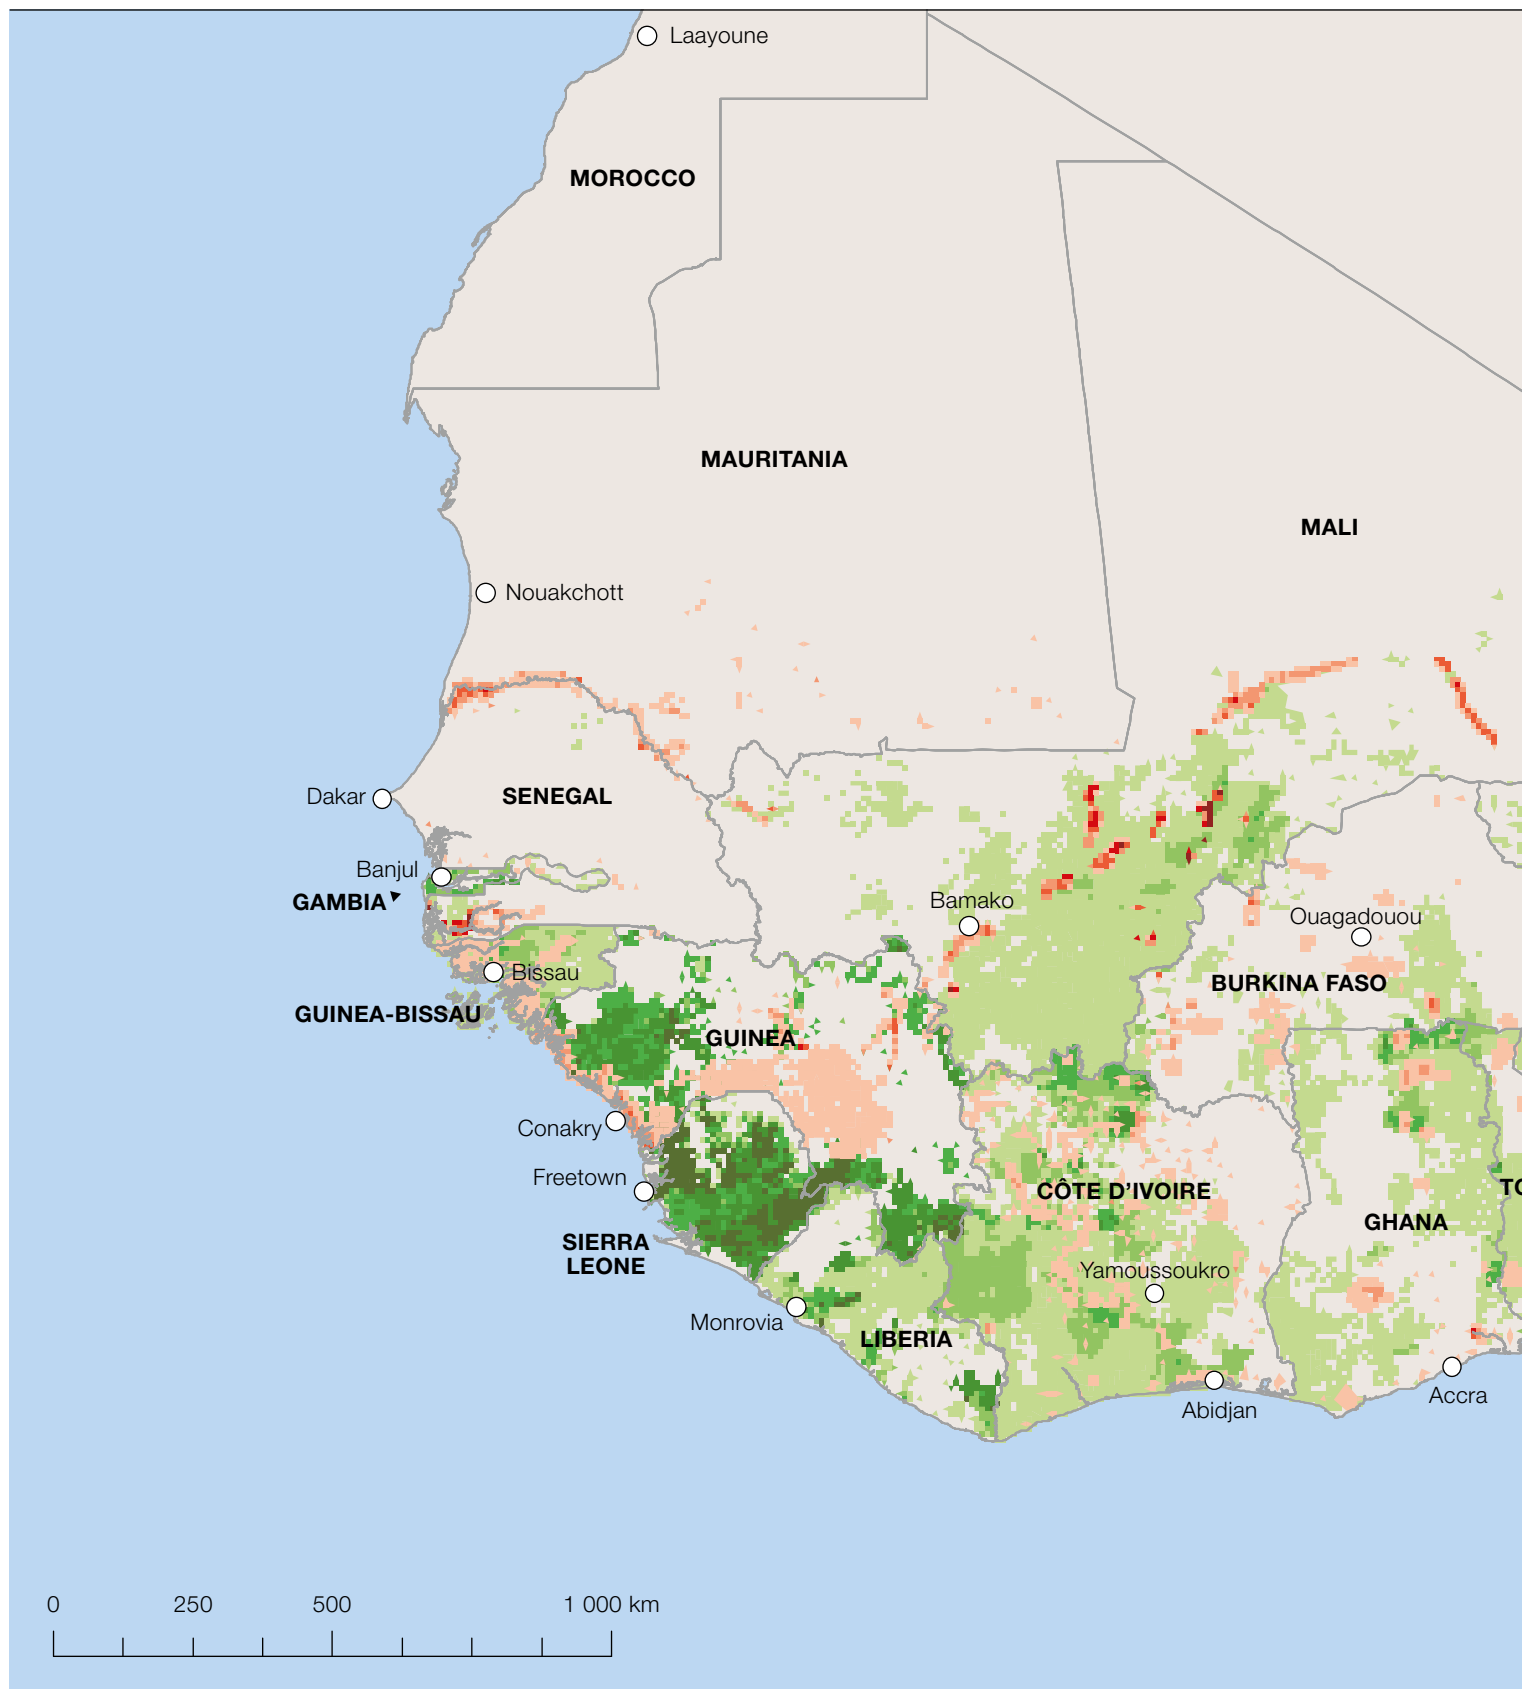 Laayoune
MOROCCO
MAURITANIA
MALI
Nouakchott
Dakar
SENEGAL
Banjul
GAMBIA
Bamako
Ouagadouou
Bissau
BURKINA FASO
GUINEA-BISSAU
GUINEA
Conakry
Freetown
CÔTE D'IVOIRE
TO
GHANA
SIERRA
LEONE
Yamoussoukro
Monrovia
LIBERIA
Accra
Abidjan
0 250 500 1 000 km